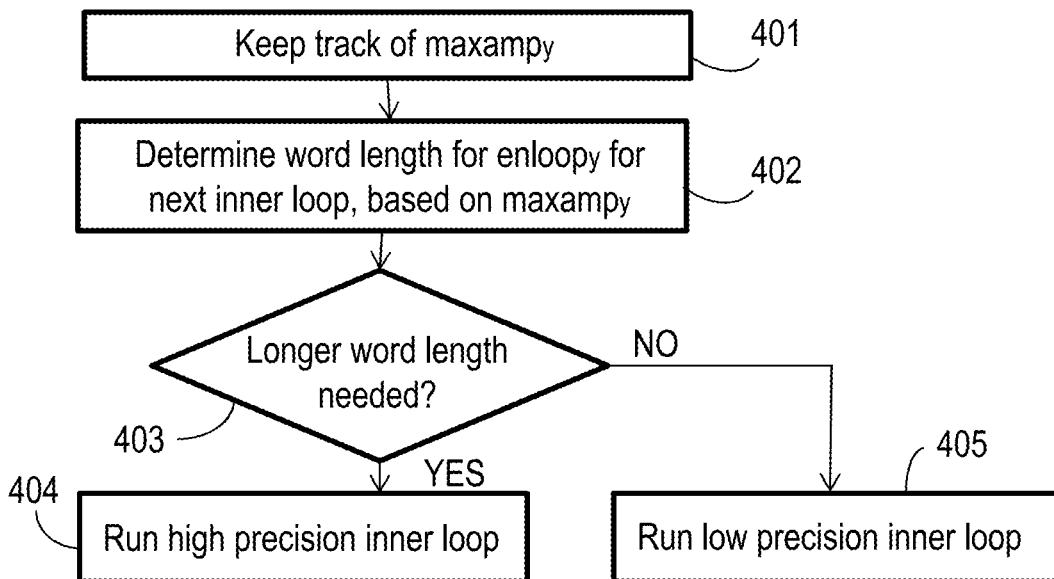 Keep track of maxampy
401
Determine word length for enloopy for
next inner loop, based on maxampy
402
Longer word length
needed?
NO
403
YES
404
405
Run high precision inner loop
Run low precision inner loop